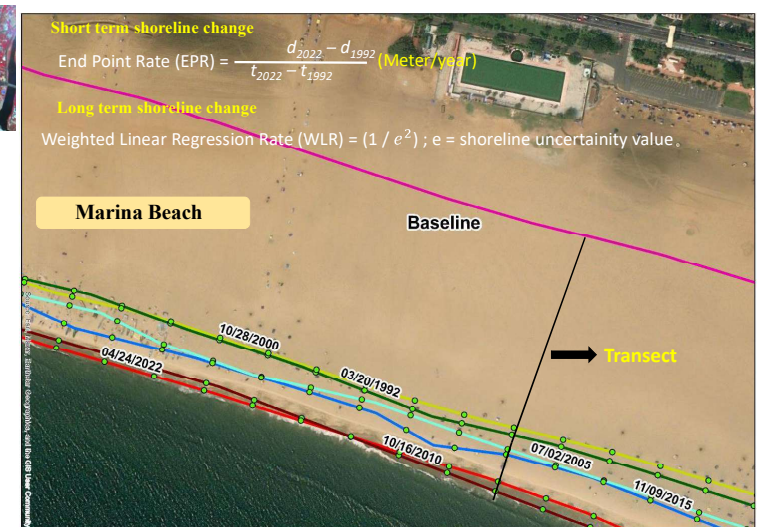 Short term shoreline change
End Point Rate (EPR) = d2022 – d1992 / t2022 – t1992 (Meter/year)
Long term shoreline change
Weighted Linear Regression Rate (WLR) = (1 / e²) ; e = shoreline uncertainity value。
Marina Beach
Baseline
10/28/2000
04/24/2022
03/20/1992
Transect
10/16/2010
07/02/2005
11/09/2015